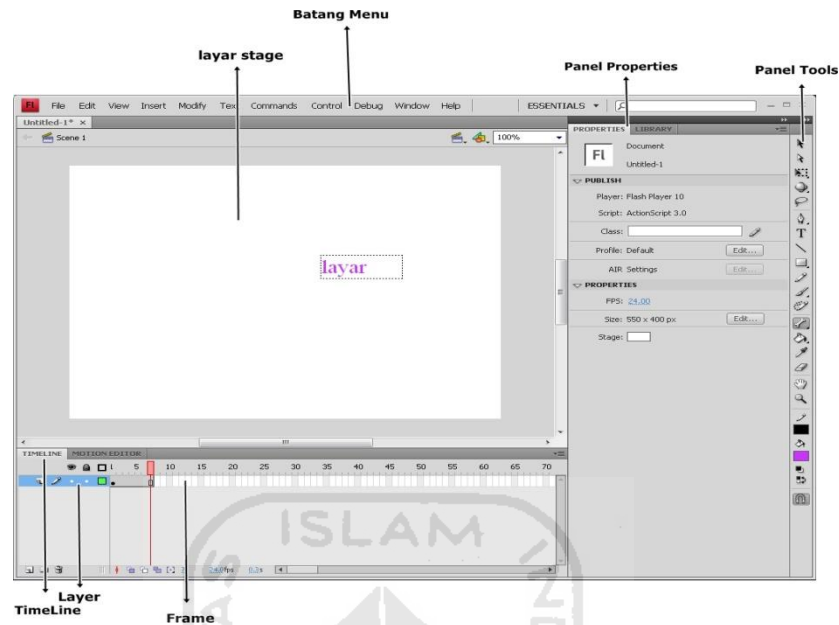 Batang Menu
layar stage
Panel Properties
Panel Tools
FL File Edit View Insert Modify Text Commands Control Debug Window Help ESSENTIALS
Untitled-1* ×
Scene 1 100%
layar
PROPERTIES LIBRARY
FL Document
Untitled-1
PUBLISH
Player: Flash Player 10
Script: ActionScript 3.0
Class:
Profile: Default Edit...
AIR Settings Edit...
PROPERTIES
FPS: 24.00
Size: 550 x 400 px Edit...
Stage:
TIMELINE MOTION EDITOR
1 5 10 15 20 25 30 35 40 45 50 55 60 65 70
24.0fps 0.3s
Layer
TimeLine
Frame
ISLAM